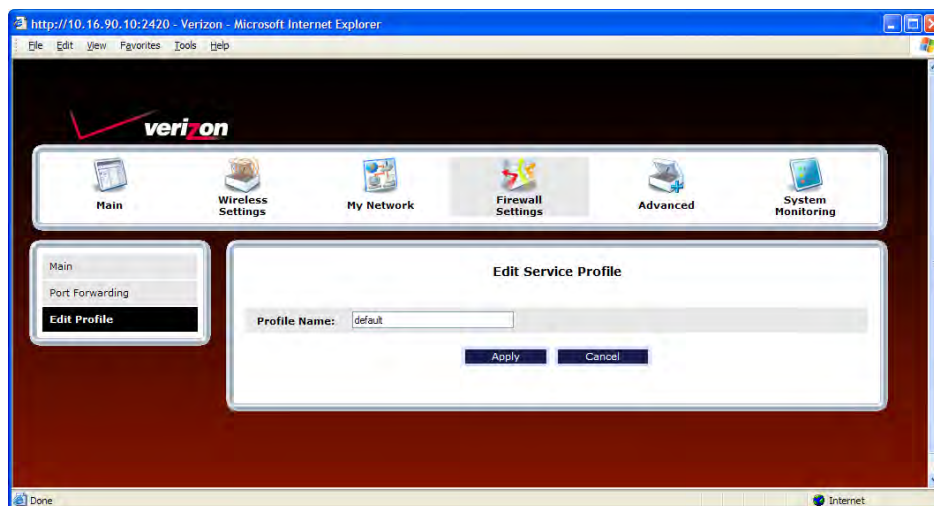 http://10.16.90.10:2420 - Verizon - Microsoft Internet Explorer
File Edit View Favorites Tools Help
verizon
Main
Wireless Settings
My Network
Firewall Settings
Advanced
System Monitoring
Main
Port Forwarding
Edit Profile
Edit Service Profile
Profile Name: default
Apply Cancel
Done Internet